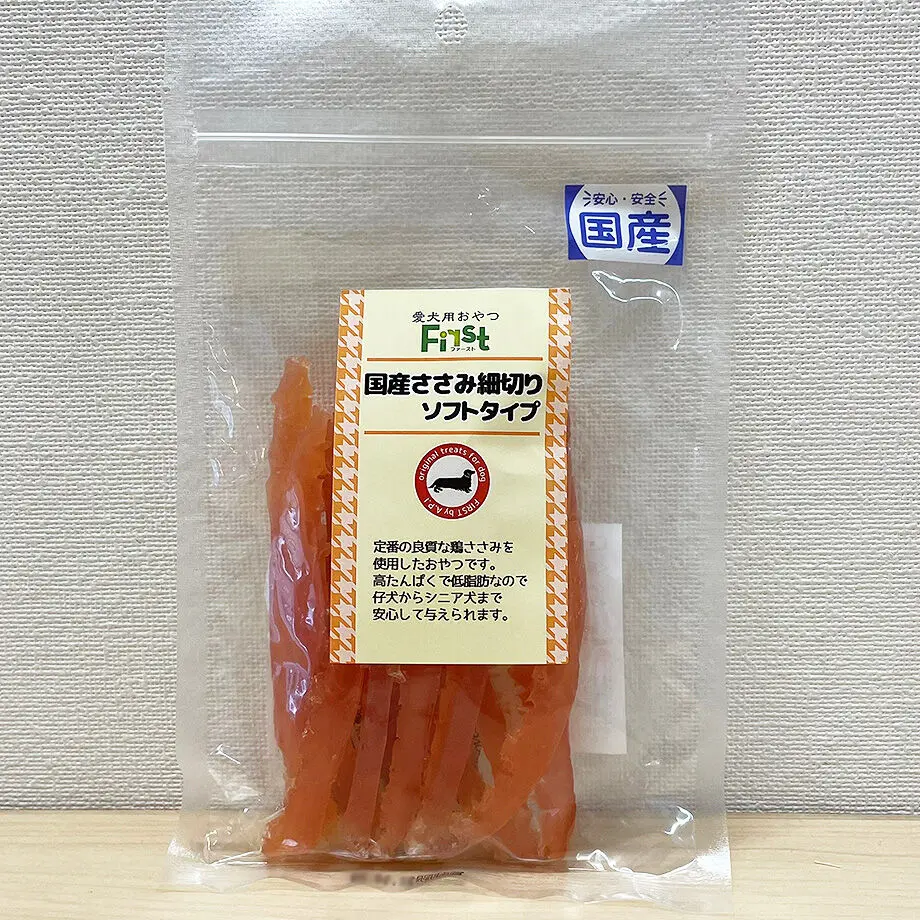 安心・安全
国産
愛犬用おやつ
First
ファースト
国産ささみ細切り
ソフトタイプ
original treats for dog
FIRST by A.P.I
定番の良質な鶏ささみを
使用したおやつです。
高たんぱくで低脂肪なので
仔犬からシニア犬まで
安心して与えられます。